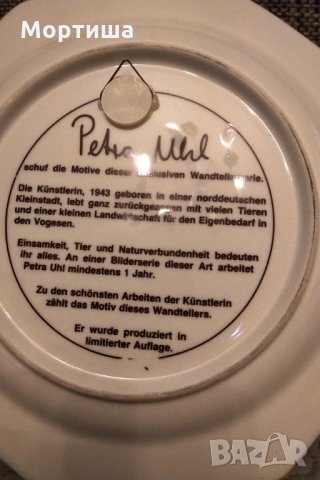 Мортиша
Petra Uhl
schuf die Motive dieser exklusiven Wandtellerserie.
Die Künstlerin, 1943 geboren in einer norddeutschen
Kleinstadt, lebt ganz zurückgezogen mit vielen Tieren
und einer kleinen Landwirtschaft für den Eigenbedarf in
den Vogesen.
Einsamkeit, Tier und Naturverbundenheit bedeuten
ihr alles. An einer Bilderserie dieser Art arbeitet
Petra Uhl mindestens 1 Jahr.
Zu den schönsten Arbeiten der Künstlerin
zählt das Motiv dieses Wandtellers.
Er wurde produziert in
limitierter Auflage.
BAZAR